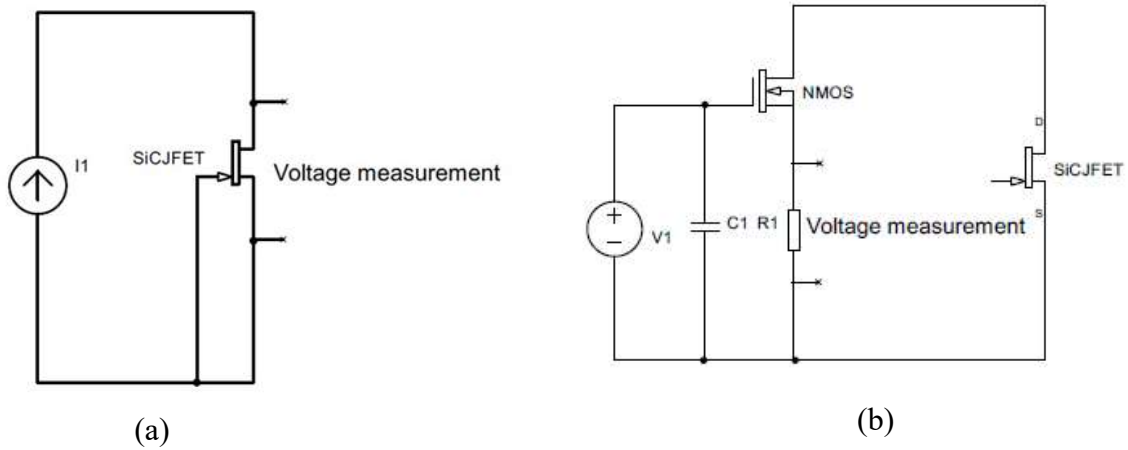 I1
SiCJFET
Voltage measurement
(a)
NMOS
D
SiCJFET
S
V1
C1 R1 Voltage measurement
(b)